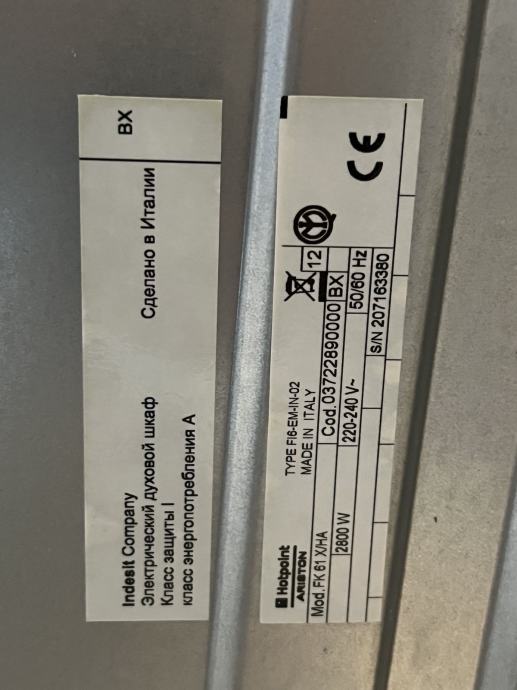 Indesit Company BX
Электрический духовой шкаф Сделано в Италии
Класс защиты I
класс энергопотребления А
Hotpoint
ARISTON
TYPE FI6-EM-IN-02
MADE IN ITALY
CE
Mod. FK 61 X/HA 12
Cod. 03722890000 BX
2800 W 220-240 V~ 50/60 Hz
S/N 207163380